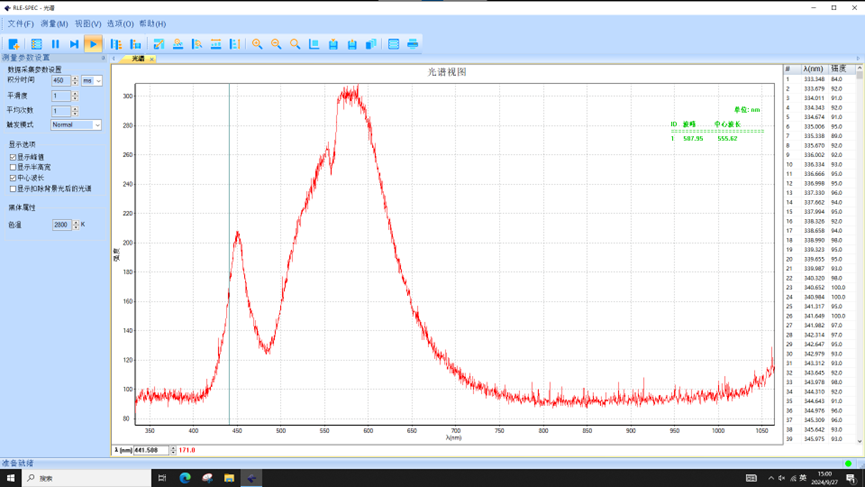 RLE-SPEC - 光谱
文件(F) 测量(M) 视图(V) 选项(O) 帮助(H)
测量参数设置
光谱
数据采集参数设置
积分时间 450 ms
平滑度 1
平均次数 1
触发模式 Normal
显示选项
显示峰值
显示半高宽
中心波长
显示扣除背景光后的光谱
黑体属性
色温 2800 K
光谱视图
强度
300
280
260
240
220
200
180
160
140
120
100
80
350 400 450 500 550 600 650 700 750 800 850 900 950 1000 1050
λ(nm)
单位: nm
ID 波峰 中心波长
1 587.95 555.62
λ [nm] 441.508 171.0
# λ(nm) 强度
1 333.348 84.0
2 333.679 92.0
3 334.011 91.0
4 334.343 92.0
5 334.674 91.0
6 335.006 95.0
7 335.338 89.0
8 335.670 92.0
9 336.002 92.0
10 336.334 93.0
11 336.666 95.0
12 336.998 95.0
13 337.330 96.0
14 337.662 94.0
15 337.994 95.0
16 338.326 92.0
17 338.658 94.0
18 338.990 98.0
19 339.323 95.0
20 339.655 95.0
21 339.987 93.0
22 340.320 98.0
23 340.652 100.0
24 340.984 100.0
25 341.317 95.0
26 341.649 100.0
27 341.982 97.0
28 342.314 97.0
29 342.647 95.0
30 342.979 93.0
31 343.312 93.0
32 343.645 92.0
33 343.978 98.0
34 344.310 92.0
35 344.643 91.0
36 344.976 96.0
37 345.309 96.0
38 345.642 93.0
39 345.975 93.0
准备就绪
搜索
英
15:00
2024/9/27